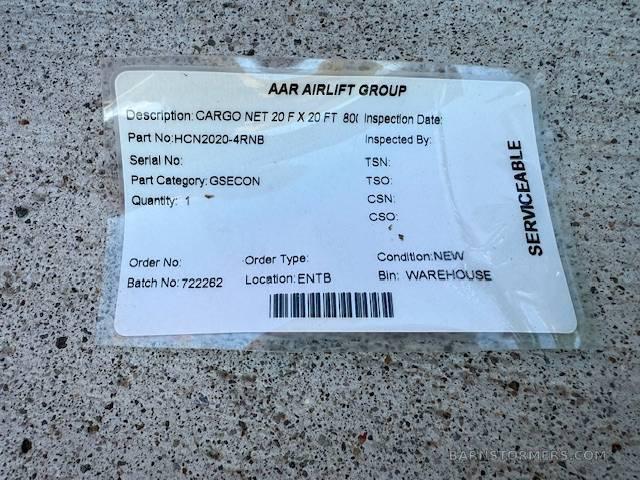 AAR AIRLIFT GROUP
Description: CARGO NET 20 F X 20 FT 800 Inspection Date:
Part No: HCN2020-4RNB Inspected By:
Serial No: TSN:
Part Category: GSECON TSO:
Quantity: 1 CSN:
CSO:
SERVICEABLE
Order No: Order Type: Condition: NEW
Batch No: 722262 Location: ENTB Bin: WAREHOUSE
BARNSTORMERS.COM